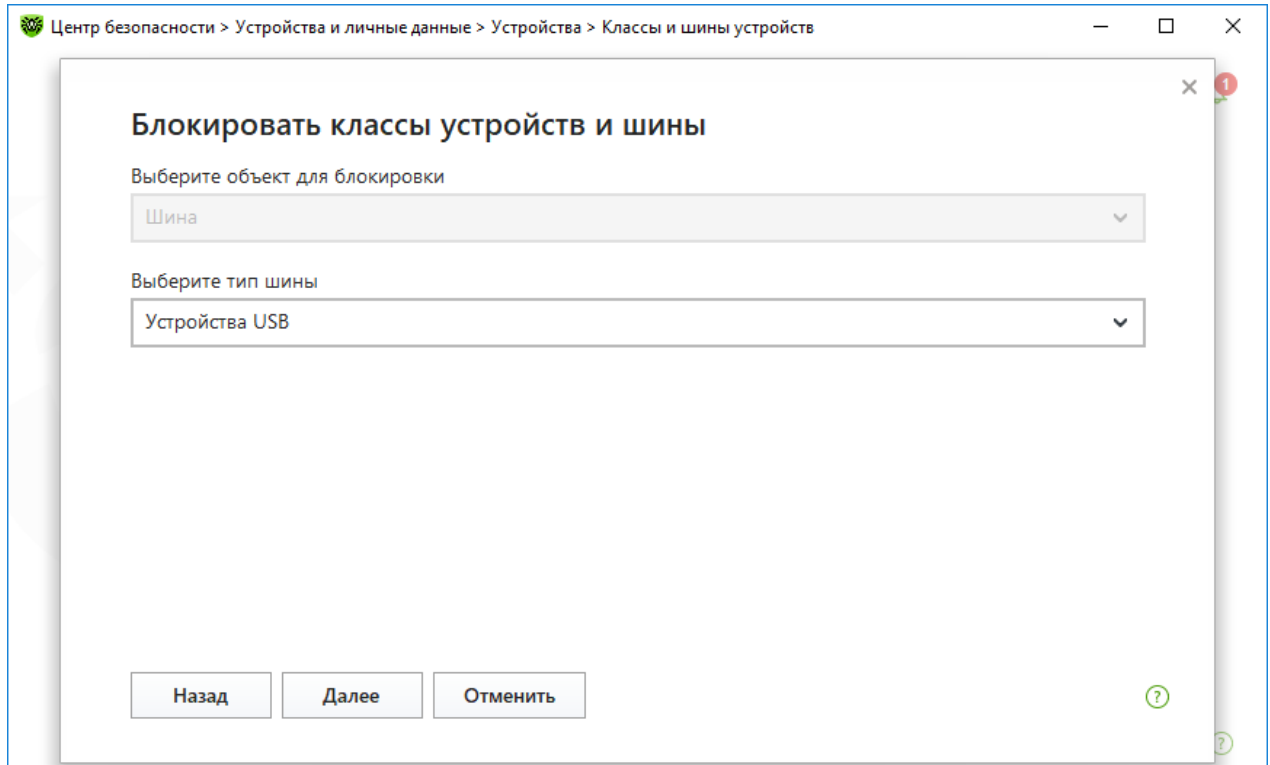 Центр безопасности > Устройства и личные данные > Устройства > Классы и шины устройств
1
Блокировать классы устройств и шины
Выберите объект для блокировки
Шина
Выберите тип шины
Устройства USB
Назад Далее Отменить ?
?